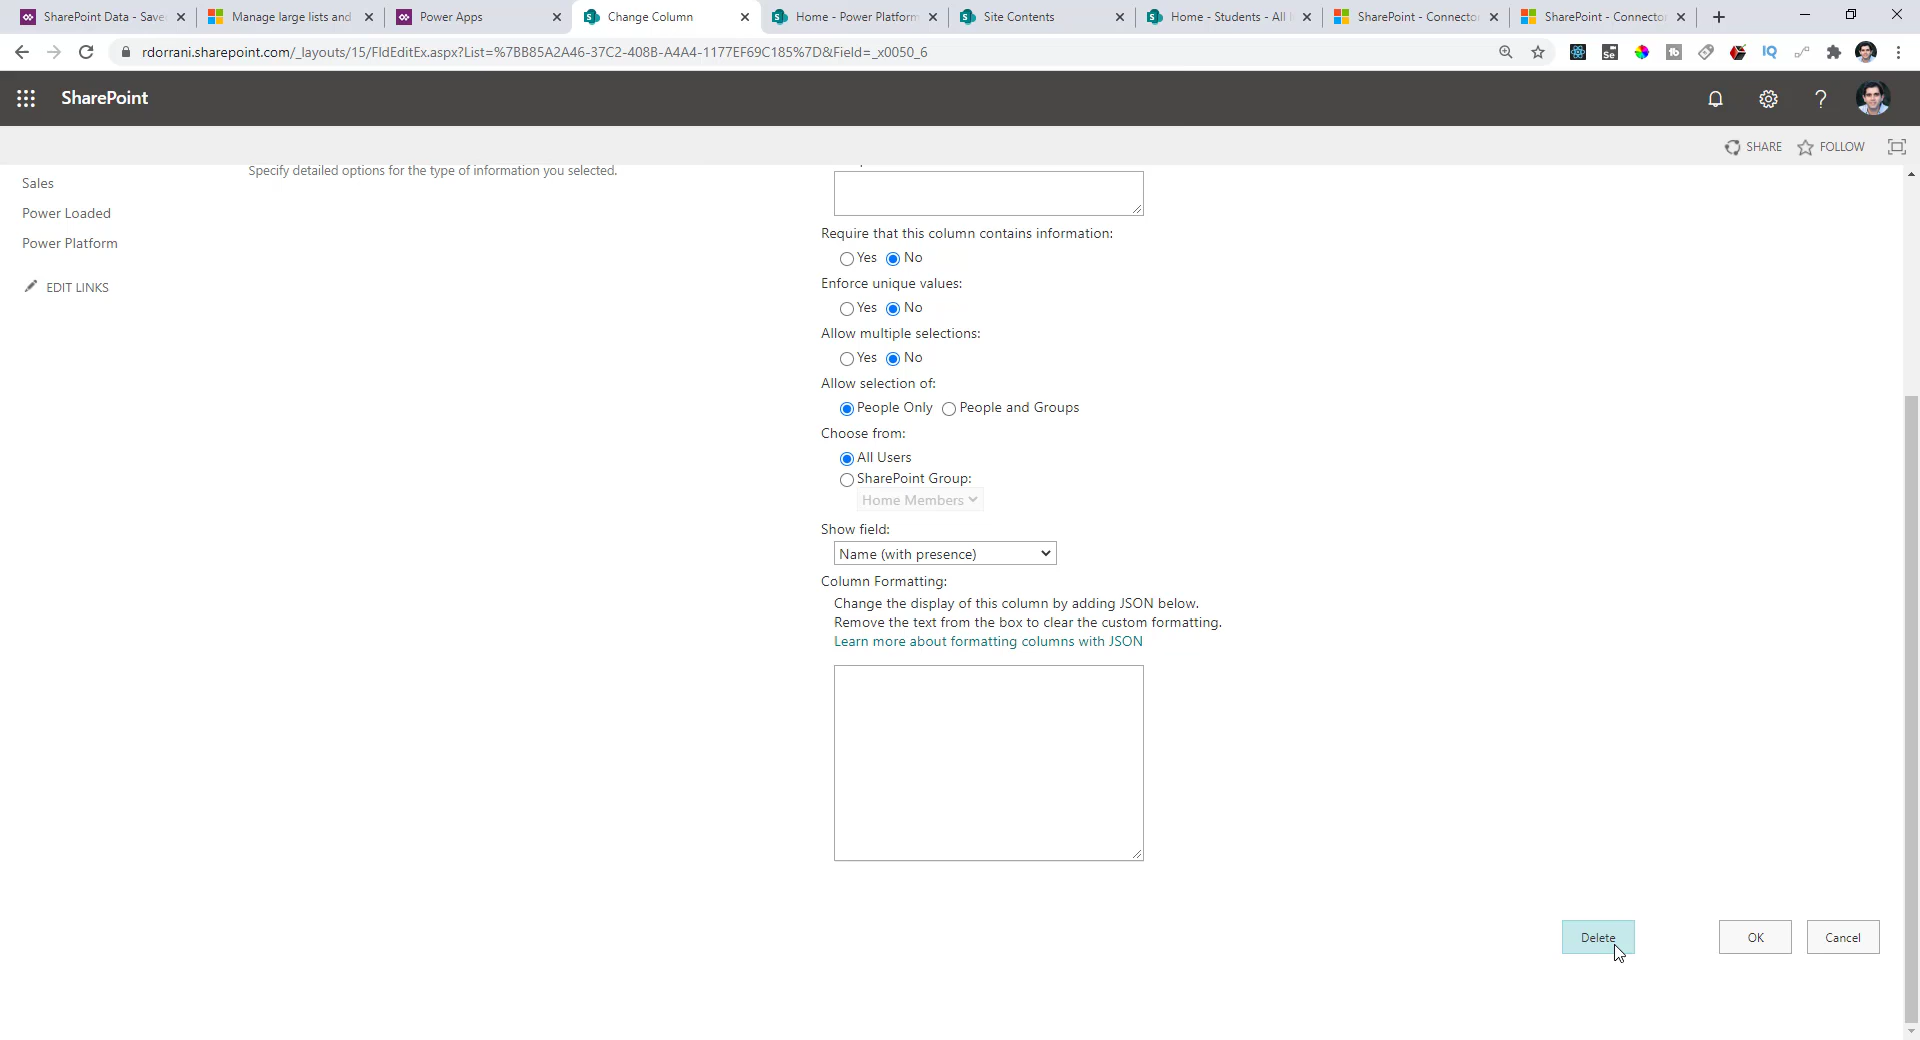 SharePoint Data - Save
Manage large lists and
Power Apps
Change Column
Home - Power Platform
Site Contents
Home - Students - All I
SharePoint - Connector
SharePoint - Connector
rdorrani.sharepoint.com/_layouts/15/FldEditEx.aspx?List=%7BB85A2A46-37C2-408B-A4A4-1177EF69C185%7D&Field=_x0050_6
Se
tb
IQ
SharePoint
?
SHARE
FOLLOW
Sales
Power Loaded
Power Platform
EDIT LINKS
Specify detailed options for the type of information you selected.
Require that this column contains information:
Yes No
Enforce unique values:
Yes No
Allow multiple selections:
Yes No
Allow selection of:
People Only People and Groups
Choose from:
All Users
SharePoint Group:
Home Members
Show field:
Name (with presence)
Column Formatting:
Change the display of this column by adding JSON below.
Remove the text from the box to clear the custom formatting.
Learn more about formatting columns with JSON
Delete
OK
Cancel